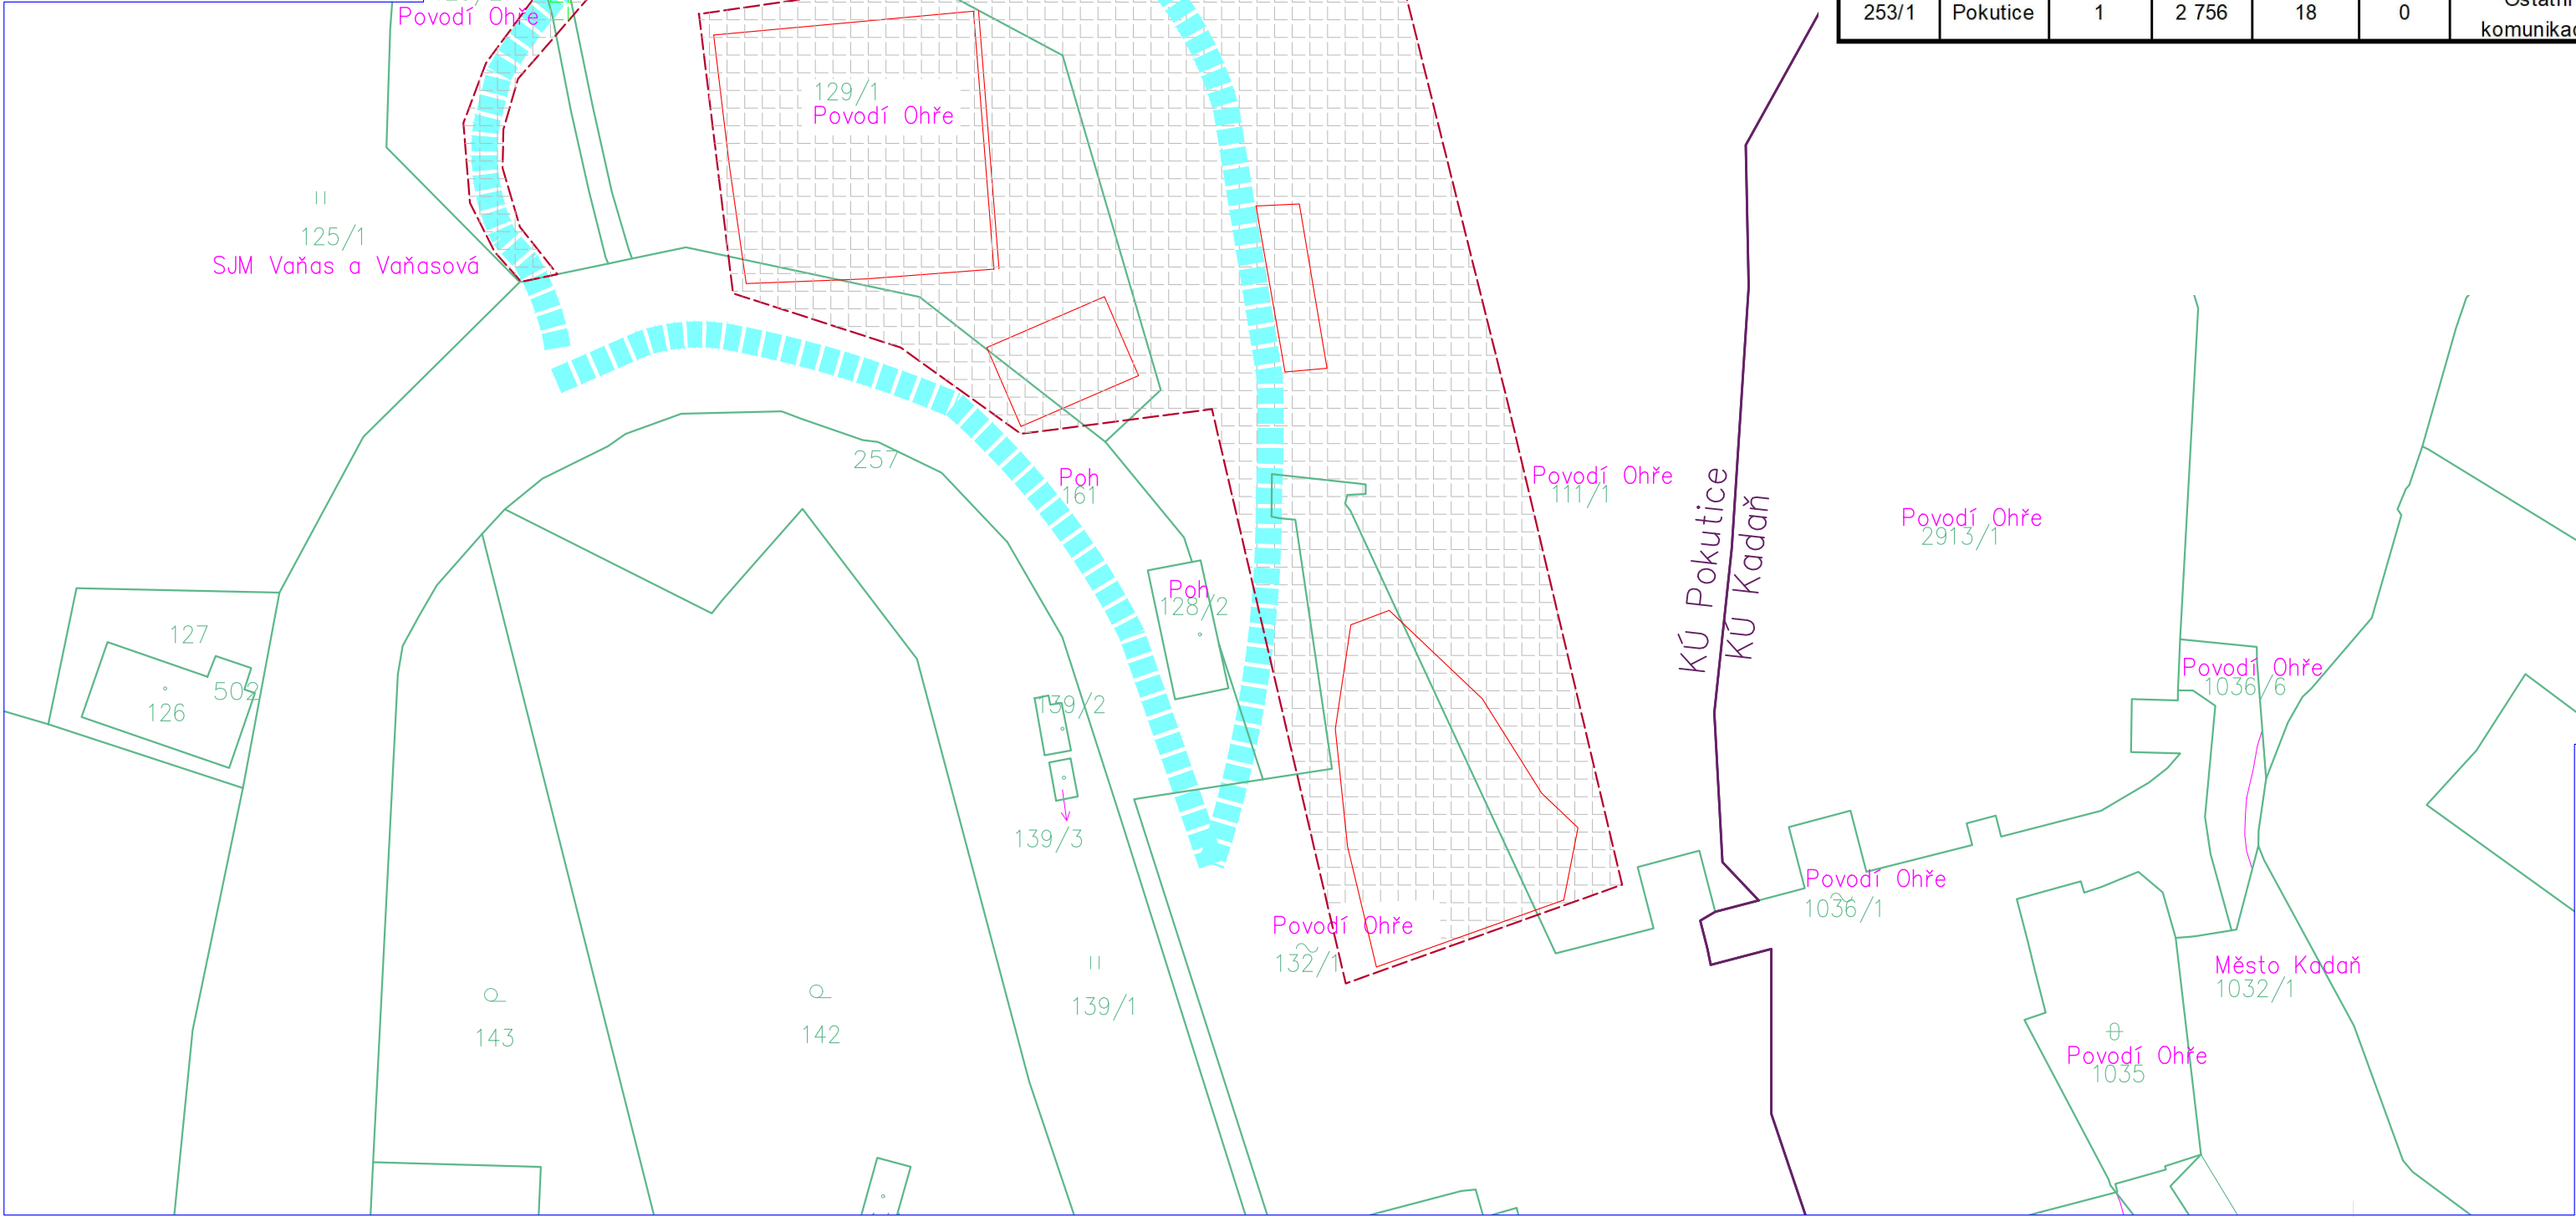 Povodí Ohře
253/1 Pokutice 1 2 756 18 0
129/1
Povodí Ohře
125/1
SJM Vaňas a Vaňasová
257
Poh
161
Povodí Ohře
111/1
KÚ Pokutice
KÚ Kadaň
Povodí Ohře
2913/1
Poh
128/2
127
502
126
139/2
139/3
Povodí Ohře
1036/6
Povodí Ohře
1036/1
Povodí Ohře
132/1
Město Kadaň
1032/1
139/1
143
142
Povodí Ohře
1035